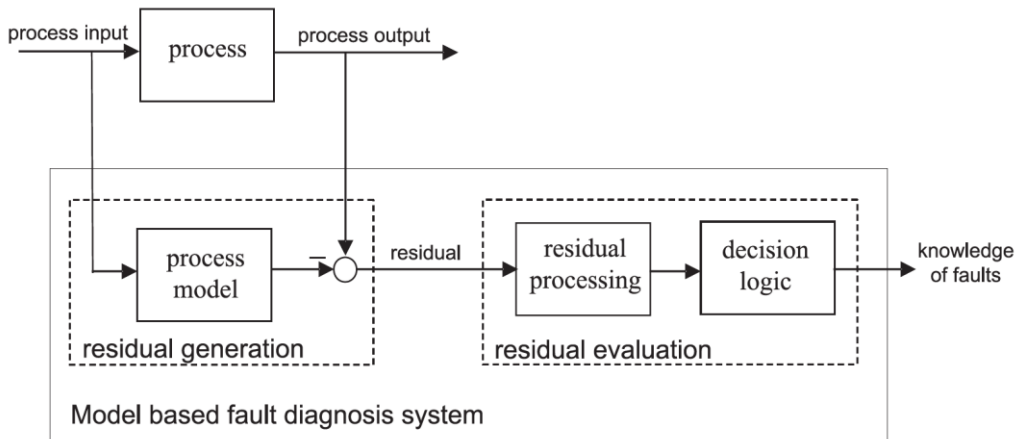 process input
process
process output
process
model
–
residual
residual
processing
decision
logic
knowledge
of faults
residual generation
residual evaluation
Model based fault diagnosis system